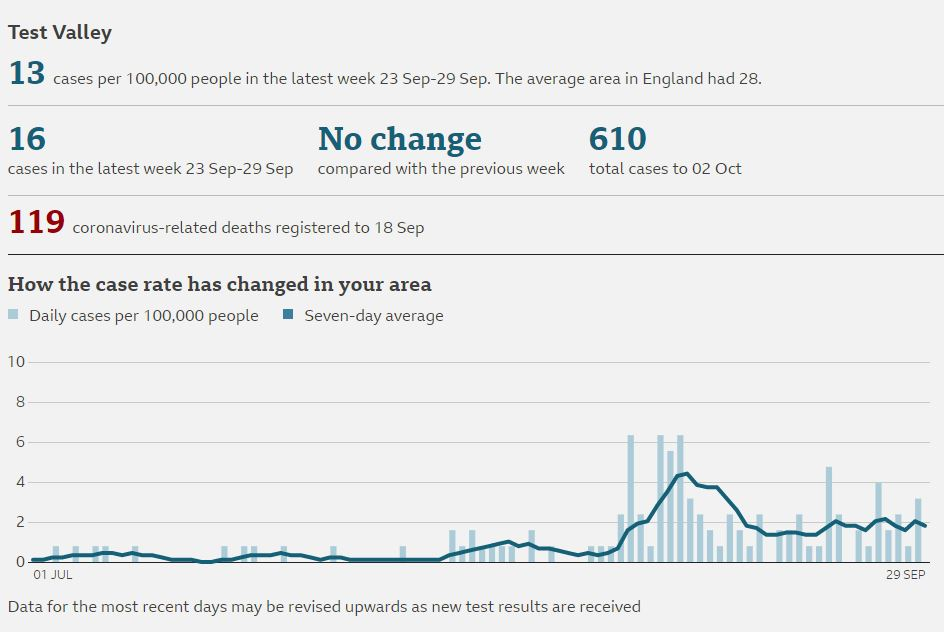 Test Valley
13 cases per 100,000 people in the latest week 23 Sep-29 Sep. The average area in England had 28.
16 No change 610
cases in the latest week 23 Sep-29 Sep compared with the previous week total cases to 02 Oct
119 coronavirus-related deaths registered to 18 Sep
How the case rate has changed in your area
Daily cases per 100,000 people Seven-day average
10
8
6
4
2
0
01 JUL 29 SEP
Data for the most recent days may be revised upwards as new test results are received